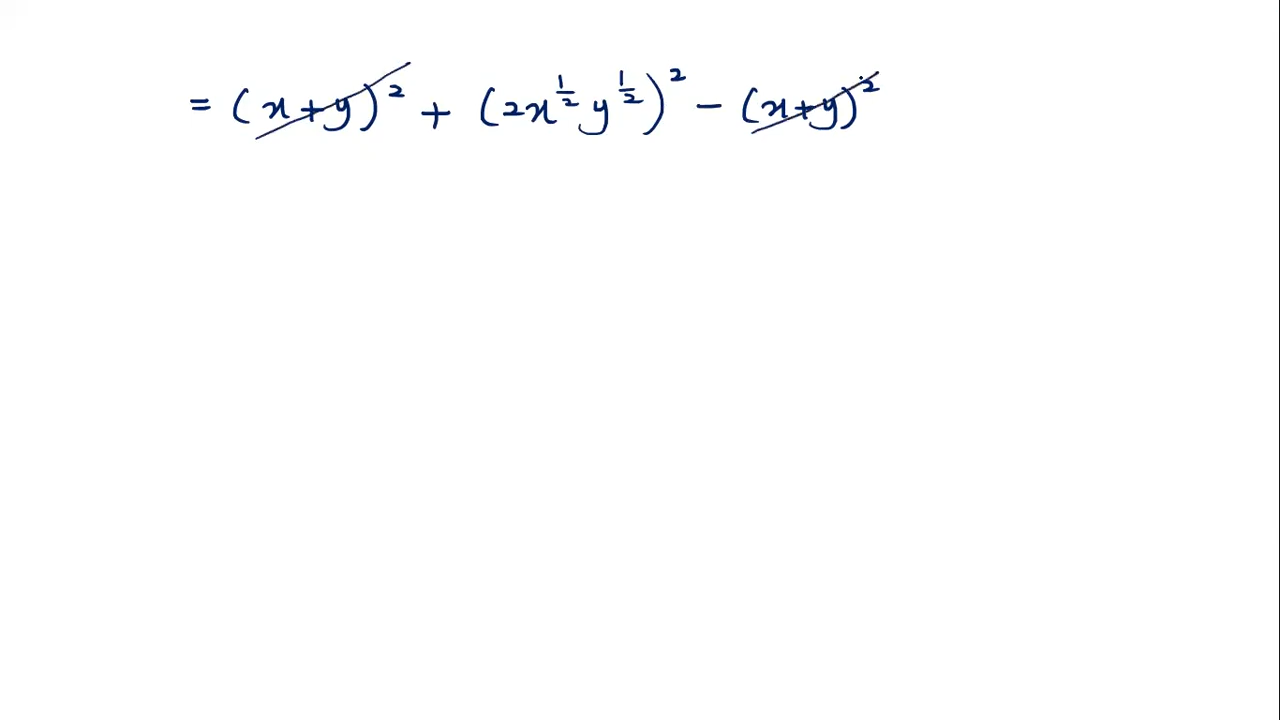 = (x+y)² + (2x^{1/2} y^{1/2})² − (x+y)²